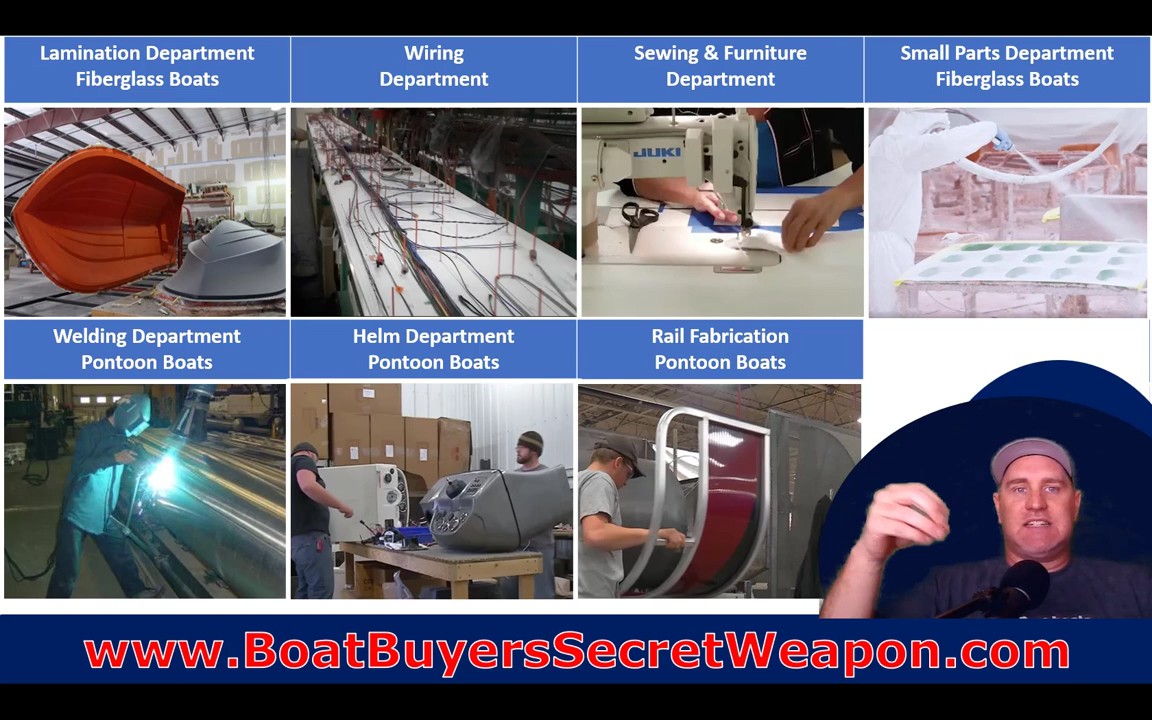 Lamination Department
Fiberglass Boats
Wiring
Department
Sewing & Furniture
Department
Small Parts Department
Fiberglass Boats
JUKI
Welding Department
Pontoon Boats
Helm Department
Pontoon Boats
Rail Fabrication
Pontoon Boats
www.BoatBuyersSecretWeapon.com